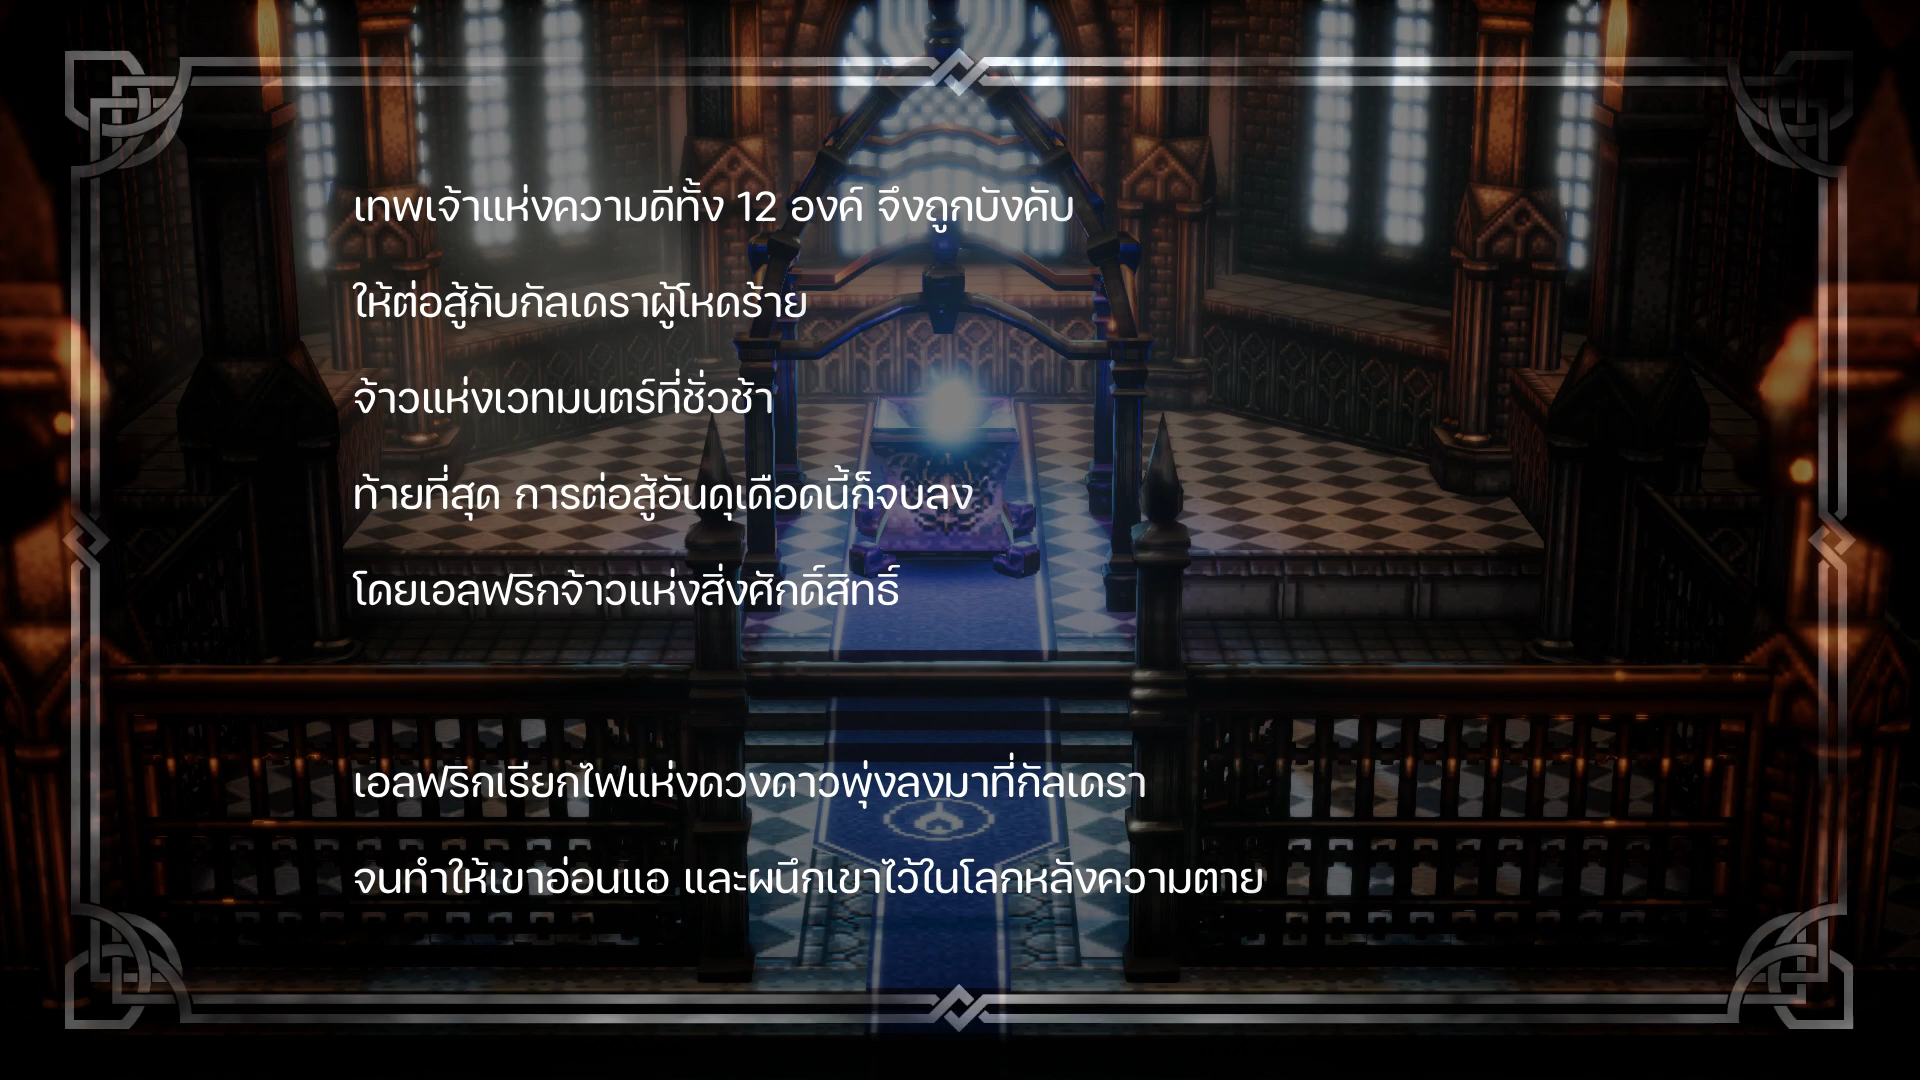 เทพเจ้าแห่งความดีทั้ง 12 องค์ จึงถูกบังคับ
ให้ต่อสู้กับกัลเดราผู้โหดร้าย
จ้าวแห่งเวทมนตร์ที่ชั่วช้า
ท้ายที่สุด การต่อสู้อันดุเดือดนี้ก็จบลง
โดยเอลฟริกจ้าวแห่งสิ่งศักดิ์สิทธิ์
เอลฟริกเรียกไฟแห่งดวงดาวพุ่งลงมาที่กัลเดรา
จนทำให้เขาอ่อนแอ และผนึกเขาไว้ในโลกหลังความตาย